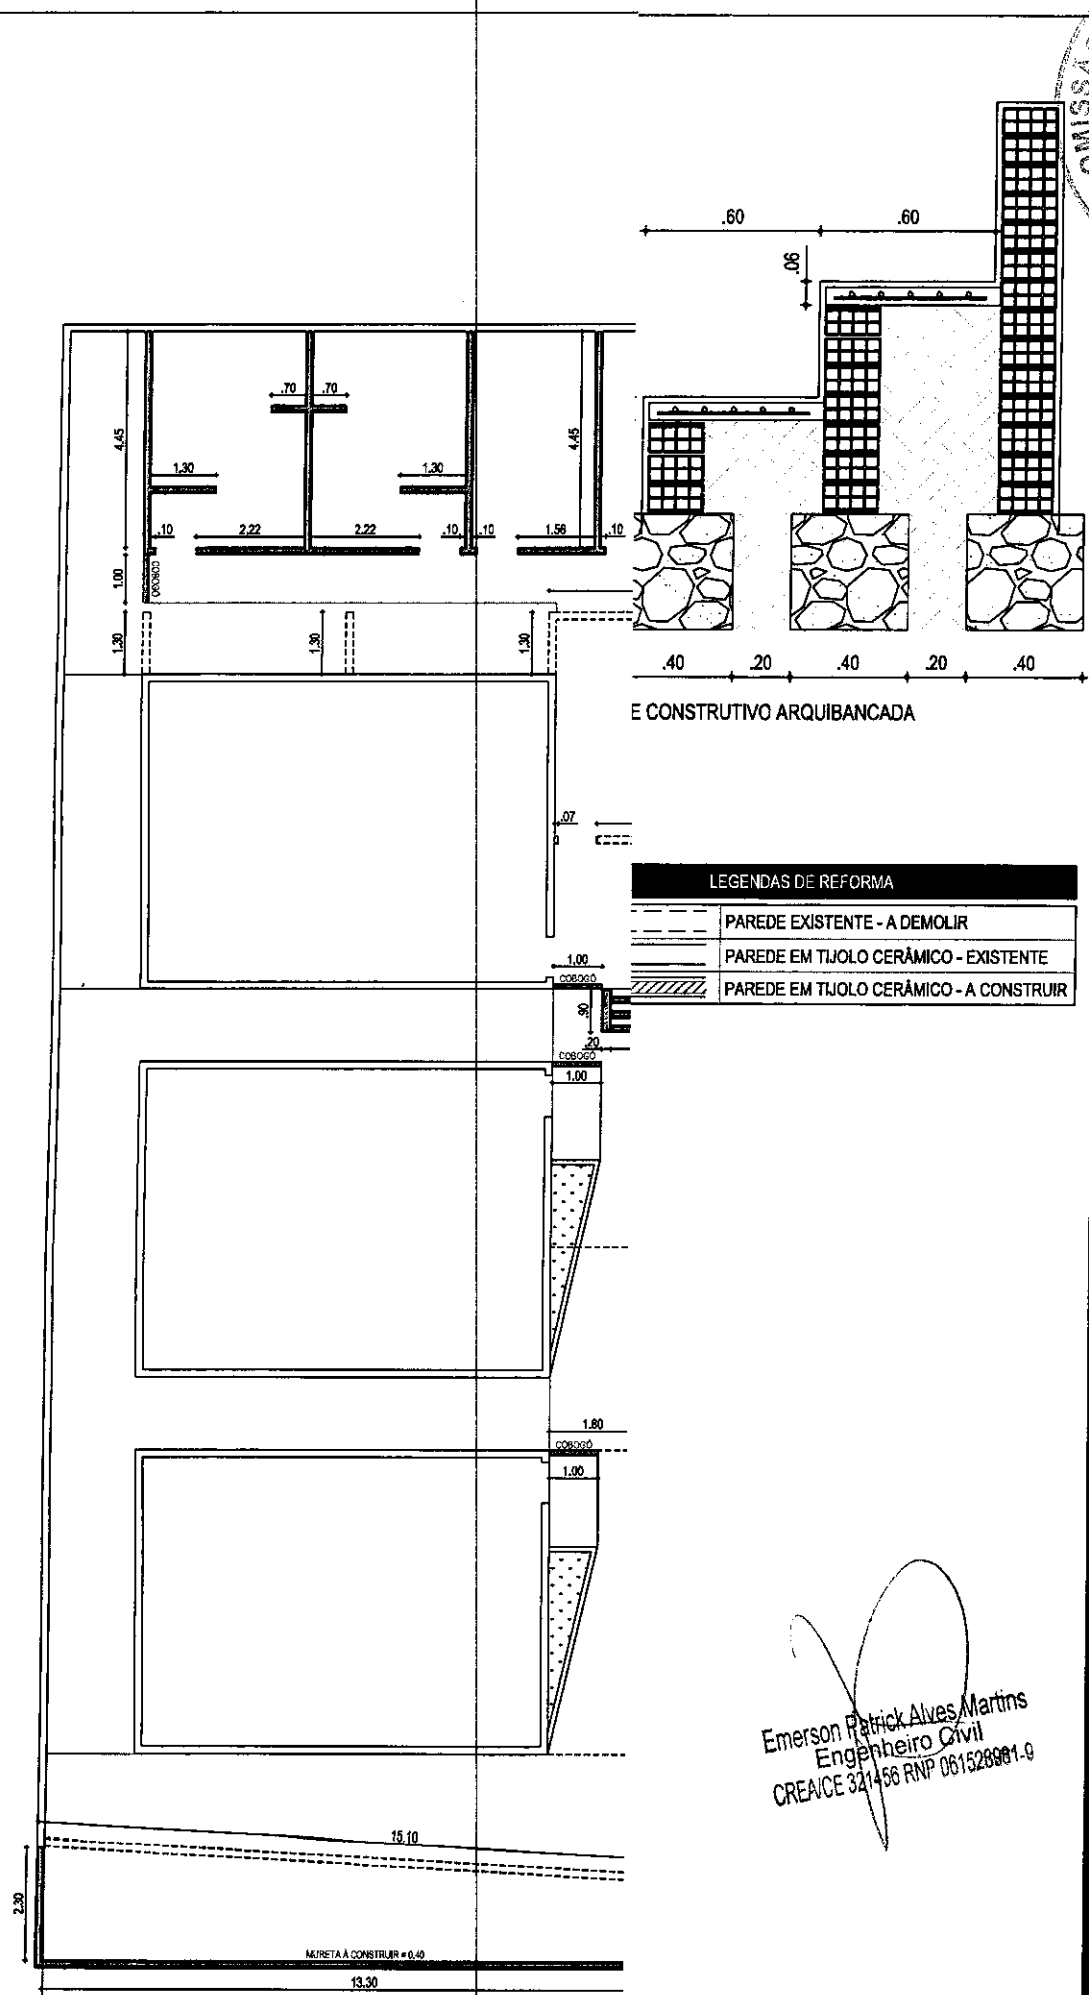 OMISSÃO
.60
.60
.06
.70
.70
4.45
4.45
1.30
1.30
.10
2.22
2.22
.10
.10
1.56
.10
1.00
COBOGÓ
1.30
1.30
1.30
.40
.20
.40
.20
.40
E CONSTRUTIVO ARQUIBANCADA
.07
LEGENDAS DE REFORMA
PAREDE EXISTENTE - A DEMOLIR
PAREDE EM TIJOLO CERÂMICO - EXISTENTE
PAREDE EM TIJOLO CERÂMICO - A CONSTRUIR
1.00
COBOGÓ
.90
.20
COBOGÓ
1.00
1.80
COBOGÓ
1.00
Emerson Patrick Alves Martins
Engenheiro Civil
CREA/CE 321456 RNP 061528981-9
15.10
2.30
MURETA À CONSTRUIR = 0,40
13.30